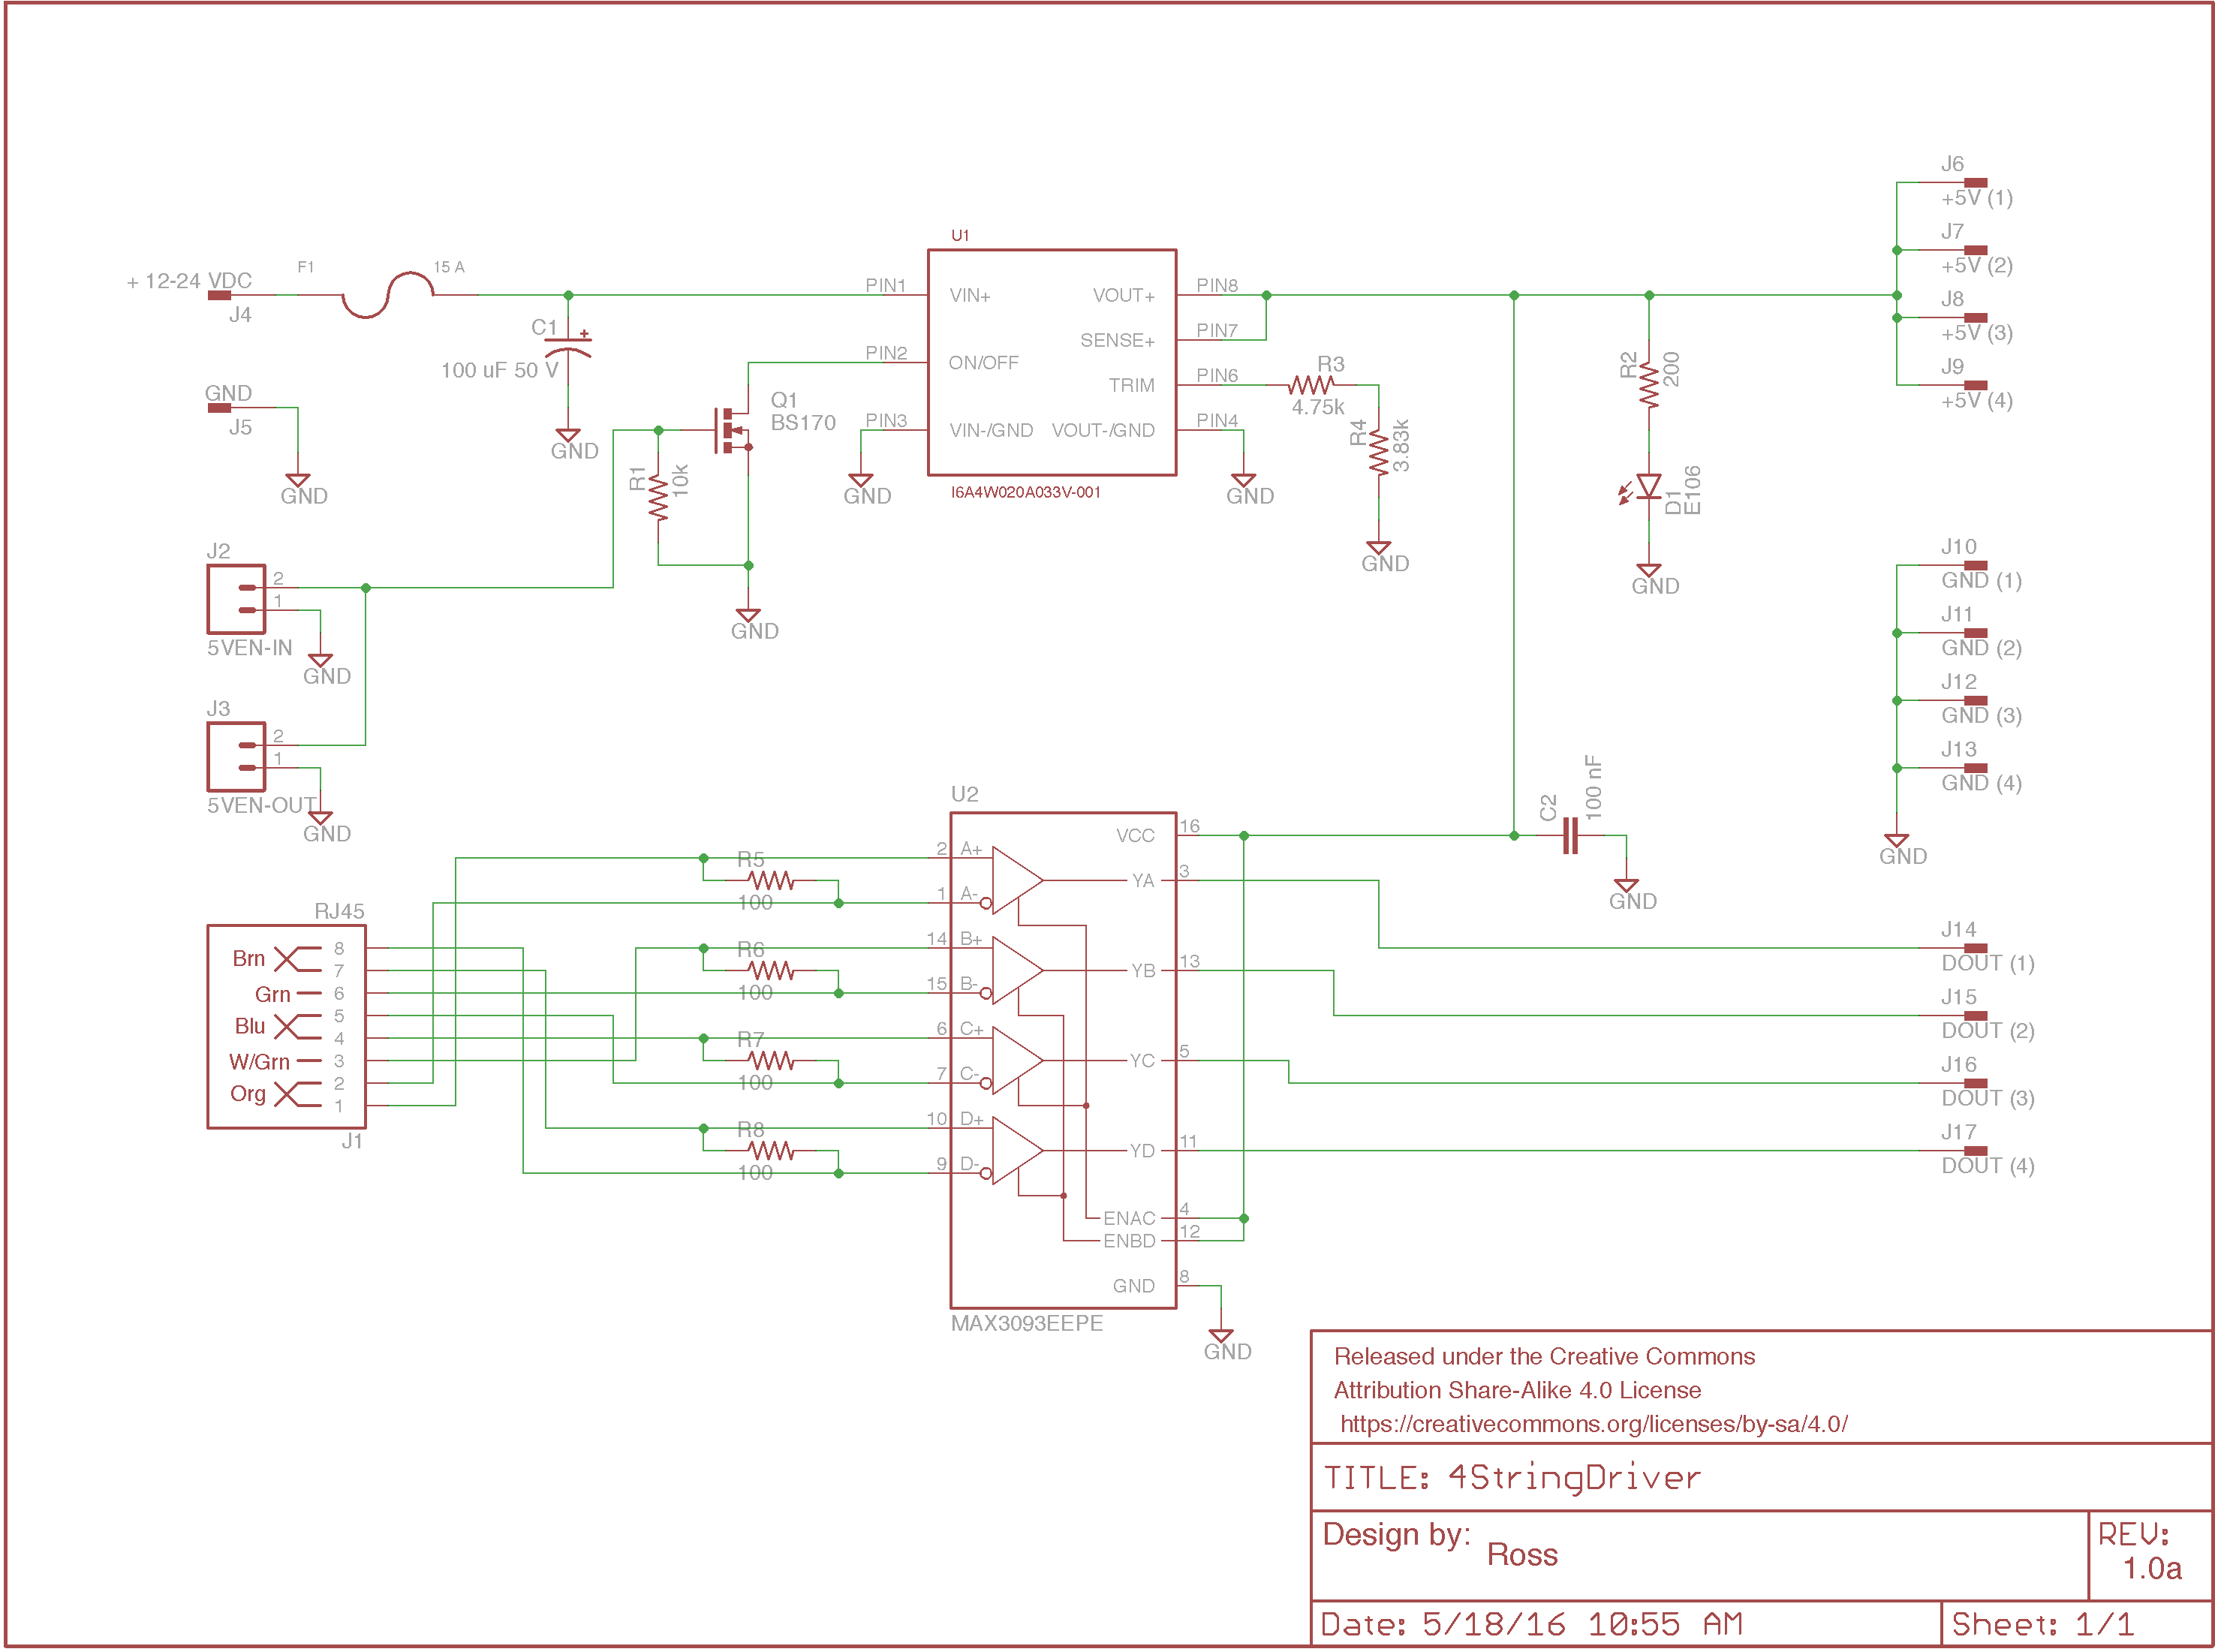 J6
+5V (1)
J7
+5V (2)
J8
+5V (3)
J9
+5V (4)
U1
+ 12-24 VDC
F1
15 A
J4
PIN1
VIN+
VOUT+
PIN8
C1
+
100 uF 50 V
GND
PIN2
ON/OFF
SENSE+
PIN7
TRIM
PIN6
R3
4.75k
R2
200
GND
J5
GND
Q1
BS170
PIN3
VIN-/GND
VOUT-/GND
PIN4
R4
3.83k
R1
10k
GND
GND
I6A4W020A033V-001
D1
E106
GND
GND
GND
J2
2
1
5VEN-IN
GND
J3
2
1
5VEN-OUT
GND
J10
GND (1)
J11
GND (2)
J12
GND (3)
J13
GND (4)
GND
U2
C2
100 nF
GND
VCC
16
2
A+
YA
3
1
A-
R5
100
14
B+
YB
13
15
B-
R6
100
6
C+
YC
5
7
C-
R7
100
10
D+
YD
11
9
D-
R8
100
ENAC
4
ENBD
12
GND
8
MAX3093EEPE
GND
RJ45
Brn
8
7
Grn
6
5
Blu
4
W/Grn
3
2
Org
1
J1
J14
DOUT (1)
J15
DOUT (2)
J16
DOUT (3)
J17
DOUT (4)
GND
Released under the Creative Commons
Attribution Share-Alike 4.0 License
https://creativecommons.org/licenses/by-sa/4.0/
TITLE: 4StringDriver
Design by: Ross
REV:
1.0a
Date: 5/18/16 10:55 AM
Sheet: 1/1